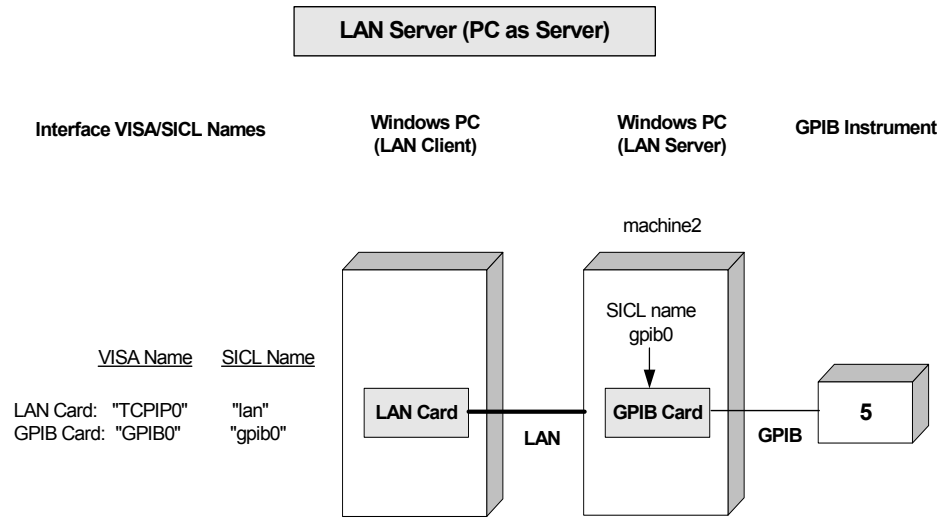 LAN Server (PC as Server)
Interface VISA/SICL Names
Windows PC
(LAN Client)
Windows PC
(LAN Server)
GPIB Instrument
machine2
SICL name
gpib0
VISA Name SICL Name
LAN Card: "TCPIP0" "lan"
GPIB Card: "GPIB0" "gpib0"
LAN Card
LAN
GPIB Card
GPIB
5